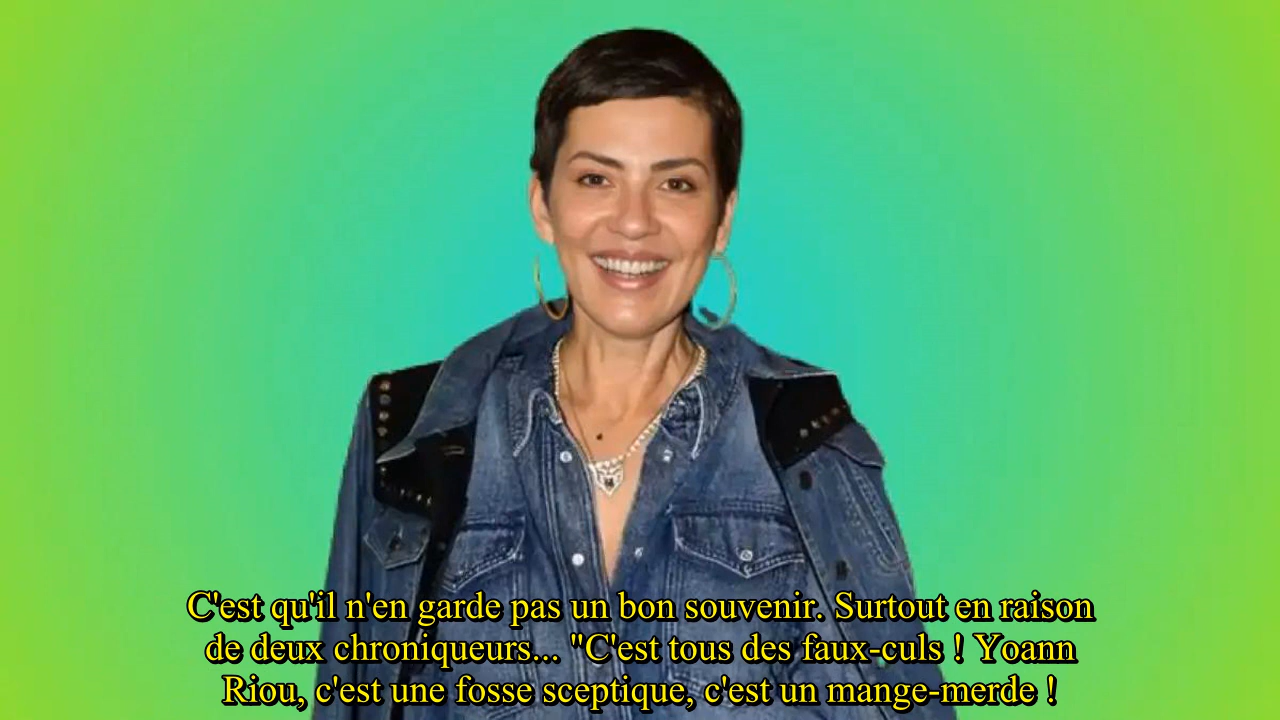 C'est qu'il n'en garde pas un bon souvenir. Surtout en raison
de deux chroniqueurs... "C'est tous des faux-culs ! Yoann
Riou, c'est une fosse sceptique, c'est un mange-merde !